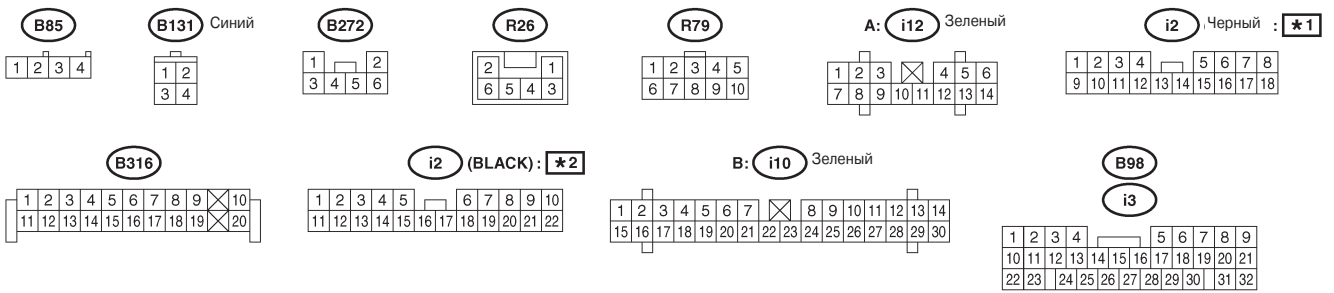 B85
B131 Синий
B272
R26
R79
A: i12 Зеленый
i2 Черный : *1
1 2 3 4
1 2
3 4
1 2
3 4 5 6
2 1
6 5 4 3
1 2 3 4 5
6 7 8 9 10
1 2 3 4 5 6
7 8 9 10 11 12 13 14
1 2 3 4 5 6 7 8
9 10 11 12 13 14 15 16 17 18
B316
i2 (BLACK) : *2
B: i10 Зеленый
B98
i3
1 2 3 4 5 6 7 8 9 10
11 12 13 14 15 16 17 18 19 20
1 2 3 4 5 6 7 8 9 10
11 12 13 14 15 16 17 18 19 20 21 22
1 2 3 4 5 6 7 8 9 10 11 12 13 14
15 16 17 18 19 20 21 22 23 24 25 26 27 28 29 30
1 2 3 4 5 6 7 8 9
10 11 12 13 14 15 16 17 18 19 20 21
22 23 24 25 26 27 28 29 30 31 32